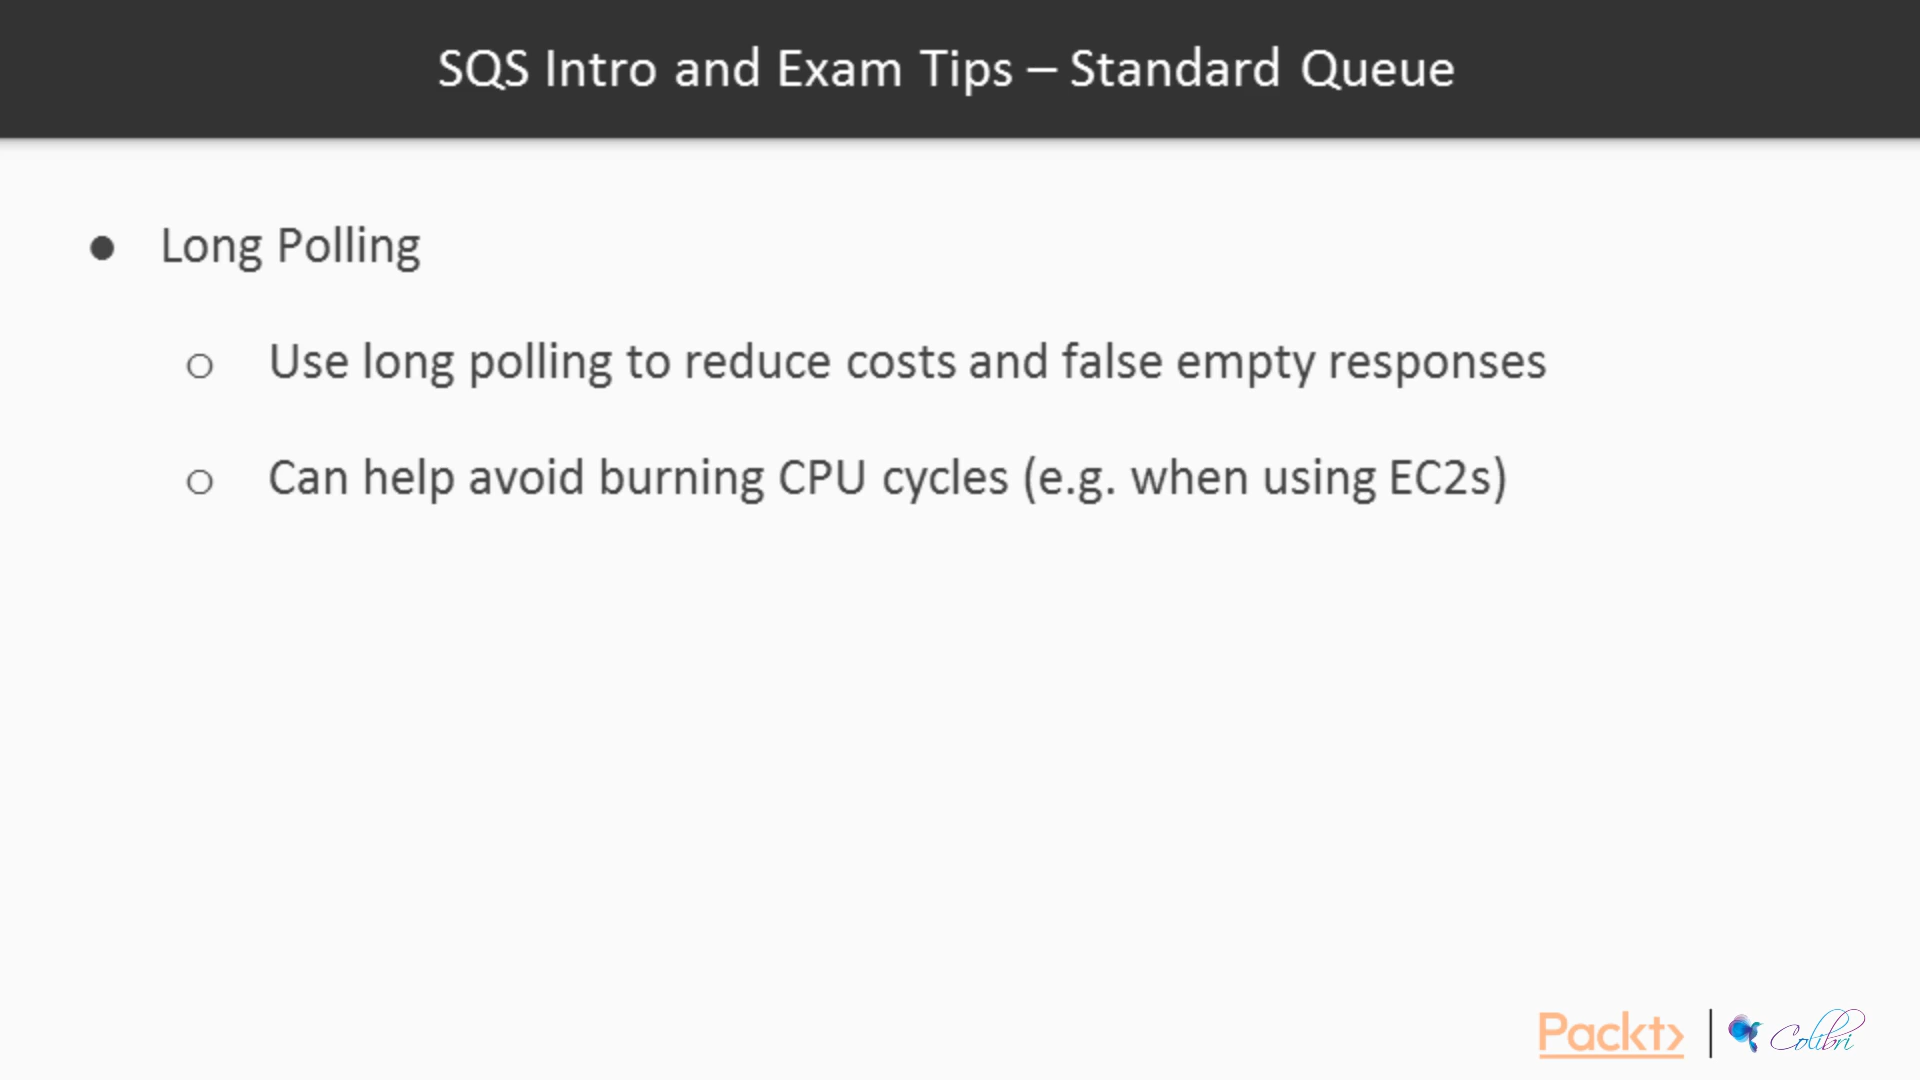 SQS Intro and Exam Tips – Standard Queue
● Long Polling
○ Use long polling to reduce costs and false empty responses
○ Can help avoid burning CPU cycles (e.g. when using EC2s)
Packt> | Colibri